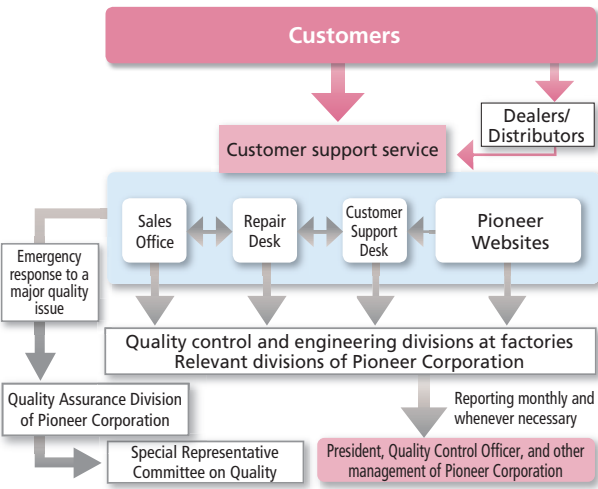 Customers
Dealers/
Distributors
Customer support service
Sales
Office
Repair
Desk
Customer
Support
Desk
Pioneer
Websites
Emergency
response to a
major quality
issue
Quality control and engineering divisions at factories
Relevant divisions of Pioneer Corporation
Quality Assurance Division
of Pioneer Corporation
Reporting monthly and
whenever necessary
Special Representative
Committee on Quality
President, Quality Control Officer, and other
management of Pioneer Corporation